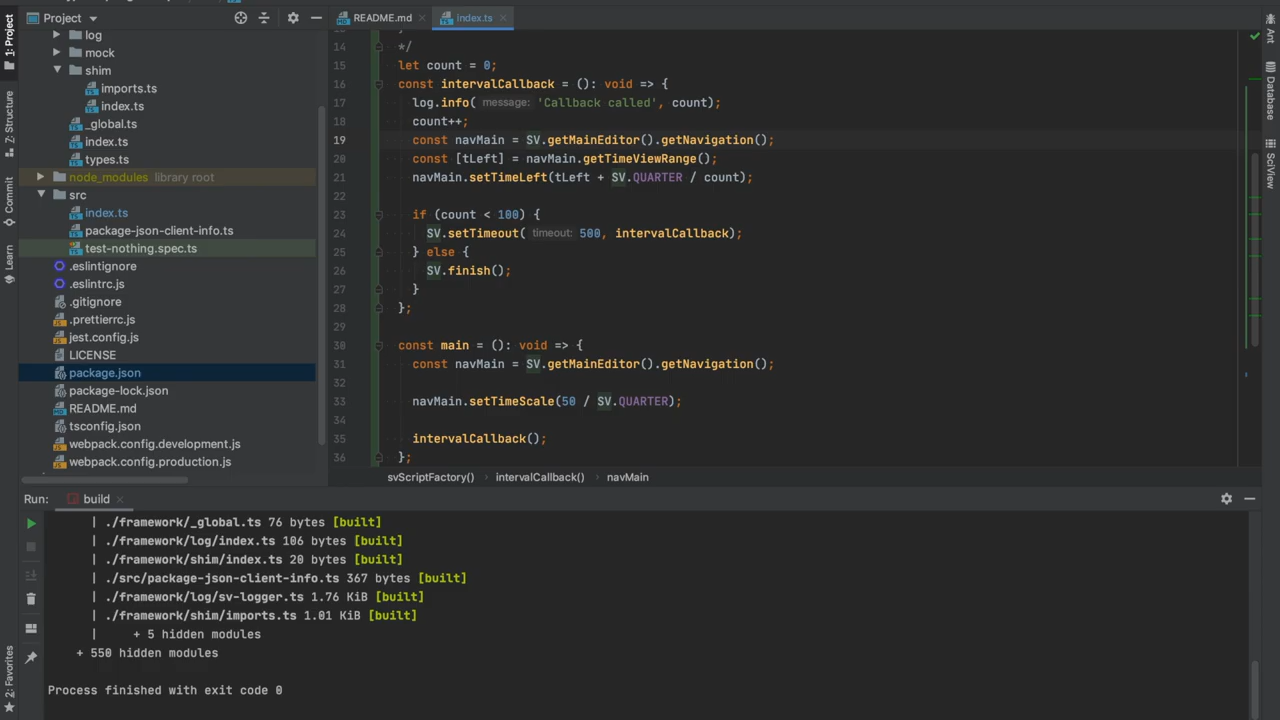 Project
README.md
index.ts
log
mock
shim
imports.ts
index.ts
_global.ts
index.ts
types.ts
node_modules library root
src
index.ts
package-json-client-info.ts
test-nothing.spec.ts
.eslintignore
.eslintrc.js
.gitignore
.prettierrc.js
jest.config.js
LICENSE
package.json
package-lock.json
README.md
tsconfig.json
webpack.config.development.js
webpack.config.production.js
1: Project
Z: Structure
Commit
Learn
2: Favorites
14 */
15 let count = 0;
16 const intervalCallback = (): void => {
17 log.info( message: 'Callback called', count);
18 count++;
19 const navMain = SV.getMainEditor().getNavigation();
20 const [tLeft] = navMain.getTimeViewRange();
21 navMain.setTimeLeft(tLeft + SV.QUARTER / count);
22
23 if (count < 100) {
24 SV.setTimeout( timeout: 500, intervalCallback);
25 } else {
26 SV.finish();
27 }
28 };
29
30 const main = (): void => {
31 const navMain = SV.getMainEditor().getNavigation();
32
33 navMain.setTimeScale(50 / SV.QUARTER);
34
35 intervalCallback();
36 };
svScriptFactory() intervalCallback() navMain
Ant
Database
SciView
Run: build
| ./framework/_global.ts 76 bytes [built]
| ./framework/log/index.ts 106 bytes [built]
| ./framework/shim/index.ts 20 bytes [built]
| ./src/package-json-client-info.ts 367 bytes [built]
| ./framework/log/sv-logger.ts 1.76 KiB [built]
| ./framework/shim/imports.ts 1.01 KiB [built]
| + 5 hidden modules
+ 550 hidden modules
Process finished with exit code 0